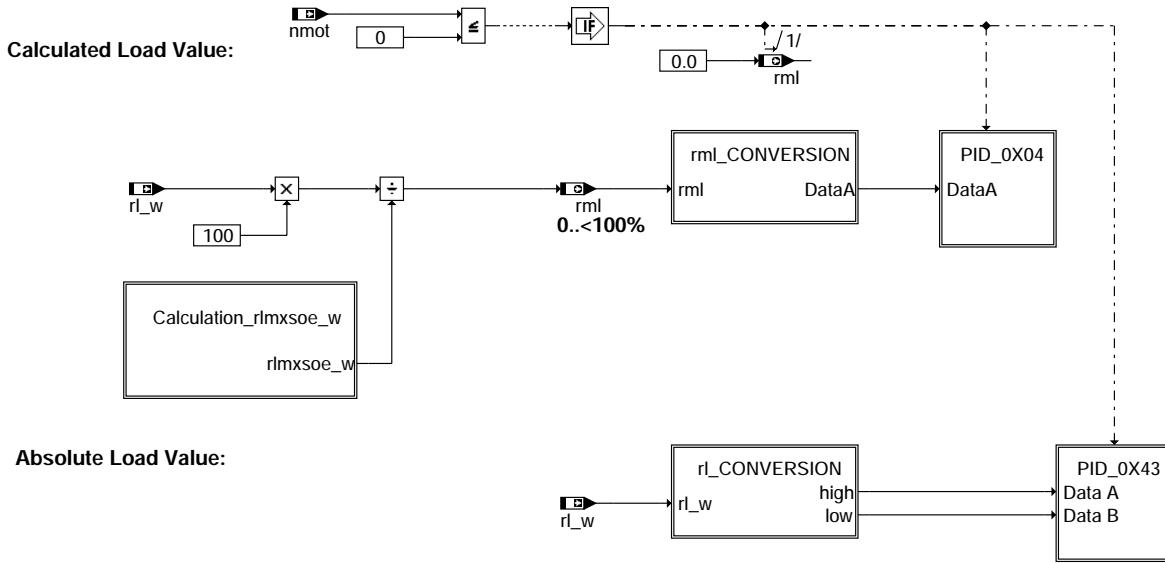 nmot
0
≤
IF
/1/
Calculated Load Value:
0.0
rml
rml_CONVERSION
PID_0X04
rl_w
×
÷
rml
rml
DataA
DataA
0..<100%
100
Calculation_rlmxsoe_w
rlmxsoe_w
Absolute Load Value:
rl_CONVERSION
PID_0X43
rl_w
rl_w
high
Data A
low
Data B